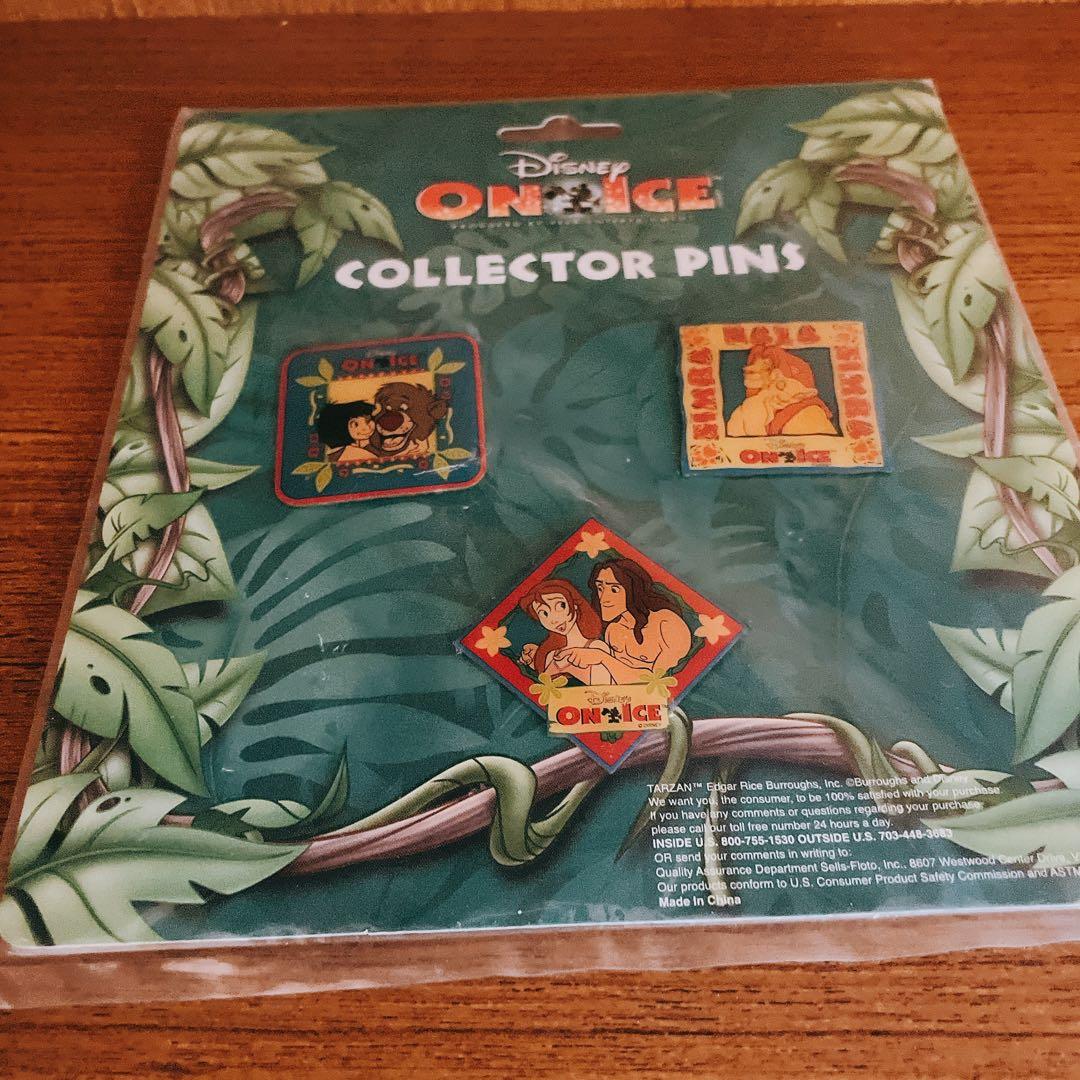 Disney
ON ICE
COLLECTOR PINS
ON ICE
NALA
SIMBA
SIMBA
Disney's
ON ICE
Disney's
ON ICE
© DISNEY
TARZAN™ Edgar Rice Burroughs, Inc. ©Burroughs and Disney
We want you, the consumer, to be 100% satisfied with your purchase
If you have any comments or questions regarding your purchase,
please call our toll free number 24 hours a day.
INSIDE U.S. 800-755-1530 OUTSIDE U.S. 703-448-3683
OR send your comments in writing to:
Quality Assurance Department Sells-Floto, Inc., 8607 Westwood Center Drive, V
Our products conform to U.S. Consumer Product Safety Commission and ASTM
Made In China